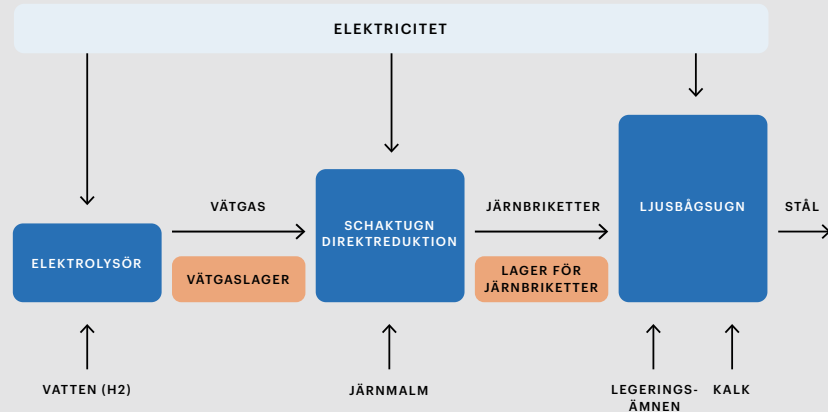 ELEKTRICITET
VÄTGAS
JÄRNBRIKETTER
LJUSBÅGSUGN
STÅL
SCHAKTUGN
DIREKTREDUKTION
ELEKTROLYSÖR
VÄTGASLAGER
LAGER FÖR
JÄRNBRIKETTER
VATTEN (H2)
JÄRNMALM
LEGERINGS-
ÄMNEN
KALK